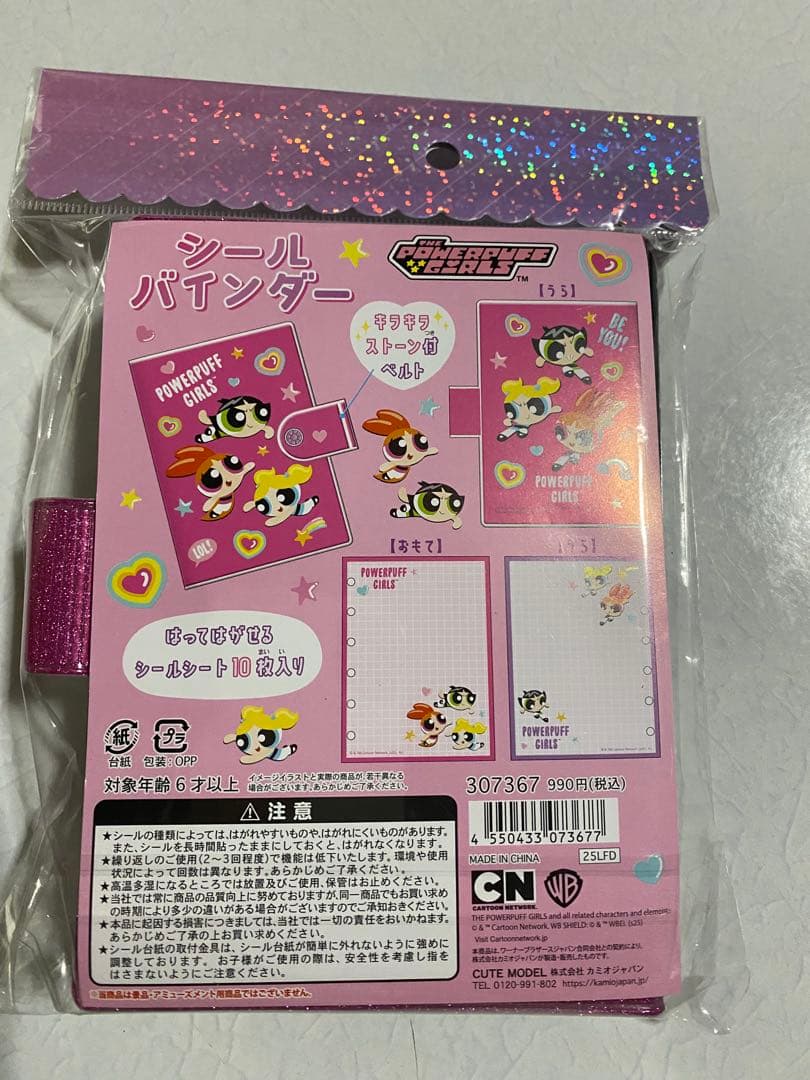 シール
バインダー
THE
POWERPUFF
GIRLS™
キラキラ
ストーン付
つき
ベルト
【うら】
BE
YOU!
POWERPUFF
GIRLS
POWERPUFF
GIRLS
LOL!
【おもて】
【うら】
POWERPUFF
GIRLS
POWERPUFF
GIRLS
はってはがせる
まい い
シールシート10枚入り
紙
台紙
プラ
包装:OPP
対象年齢6才以上
イメージイラストと実際の商品が、若干異なる
場合がございます。あらかじめご了承ください。
307367 990円(税込)
4 550433 073677
MADE IN CHINA
25LFD
⚠ 注意
★シールの種類によっては、はがれやすいものや、はがれにくいものがあります。
また、シールを長時間貼ったままにしておくと、はがれなくなります。
★繰り返しのご使用(2〜3回程度)で機能は低下いたします。環境や使用
状況によって回数は異なります。あらかじめご了承ください。
★高温多湿になるところでは放置及びご使用、保管はお止めください。
★当社では常に商品の品質向上に努めておりますが、同一商品でもお買い求め
の時期により多少の違いがある場合がございますのでご承知おきください。
★本品に起因する損害につきましては、当社では一切の責任をおいかねます。
あらかじめご了承の上お買い求めください。
★シール台紙の取付金具は、シール台紙が簡単に外れないように強めに
調整しております。 お子様がご使用の際は、安全性を考慮し指を
はさまないようにご注意ください。
※当商品は景品・アミューズメント用商品ではございません。
CN
CARTOON NETWORK.
WB
THE POWERPUFF GIRLS and all related characters and elements
© & ™ Cartoon Network. WB SHIELD: © & ™ WBEI. (s25)
Visit Cartoonnetwork.jp
本品は、ワーナーブラザースジャパン合同会社との契約により、
株式会社カミオジャパンが製造・販売したものです。
CUTE MODEL 株式会社 カミオジャパン
TEL 0120-991-802 https://kamiojapan.jp/